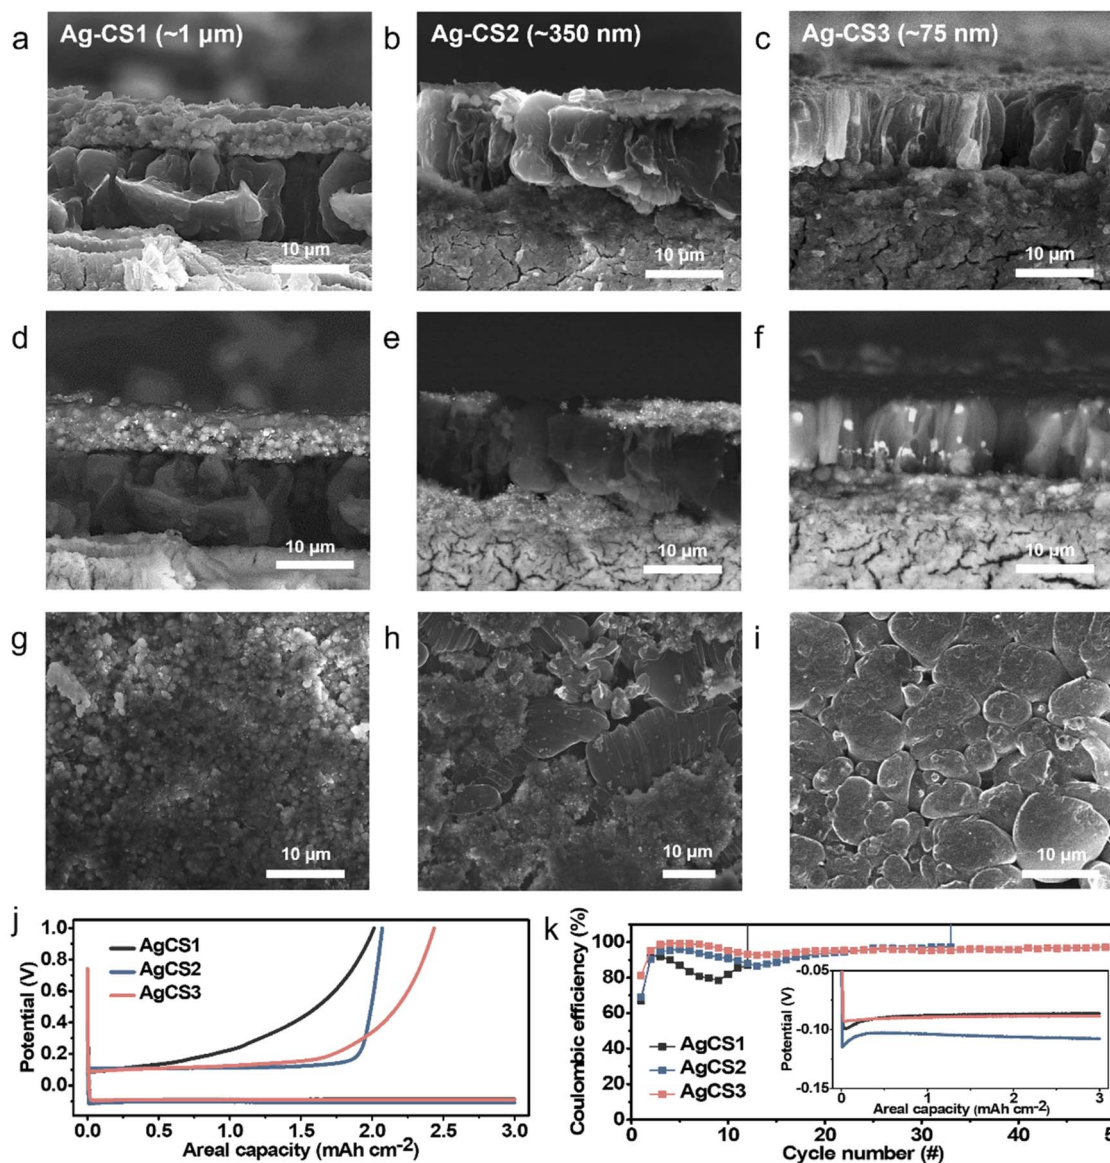 a
Ag-CS1 (~1 µm)
10 µm
b
Ag-CS2 (~350 nm)
10 µm
c
Ag-CS3 (~75 nm)
10 µm
d
10 µm
e
10 µm
f
10 µm
g
10 µm
h
10 µm
i
10 µm
j
1.0
0.8
0.6
0.4
0.2
0.0
Potential (V)
AgCS1
AgCS2
AgCS3
0.0 0.5 1.0 1.5 2.0 2.5 3.0
Areal capacity (mAh cm-2)
k
100
80
60
40
20
0
Coulombic efficiency (%)
AgCS1
AgCS2
AgCS3
-0.05
-0.10
-0.15
Potential (V)
0 1 2 3
Areal capacity (mAh cm-2)
0 10 20 30 40
Cycle number (#)